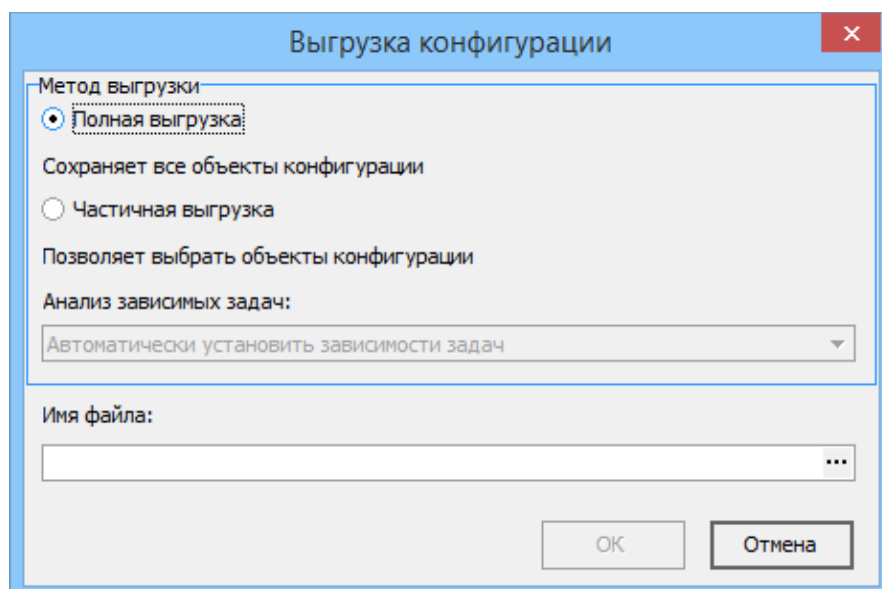 Выгрузка конфигурации
Метод выгрузки
Полная выгрузка
Сохраняет все объекты конфигурации
Частичная выгрузка
Позволяет выбрать объекты конфигурации
Анализ зависимых задач:
Автоматически установить зависимости задач
Имя файла:
...
OK
Отмена